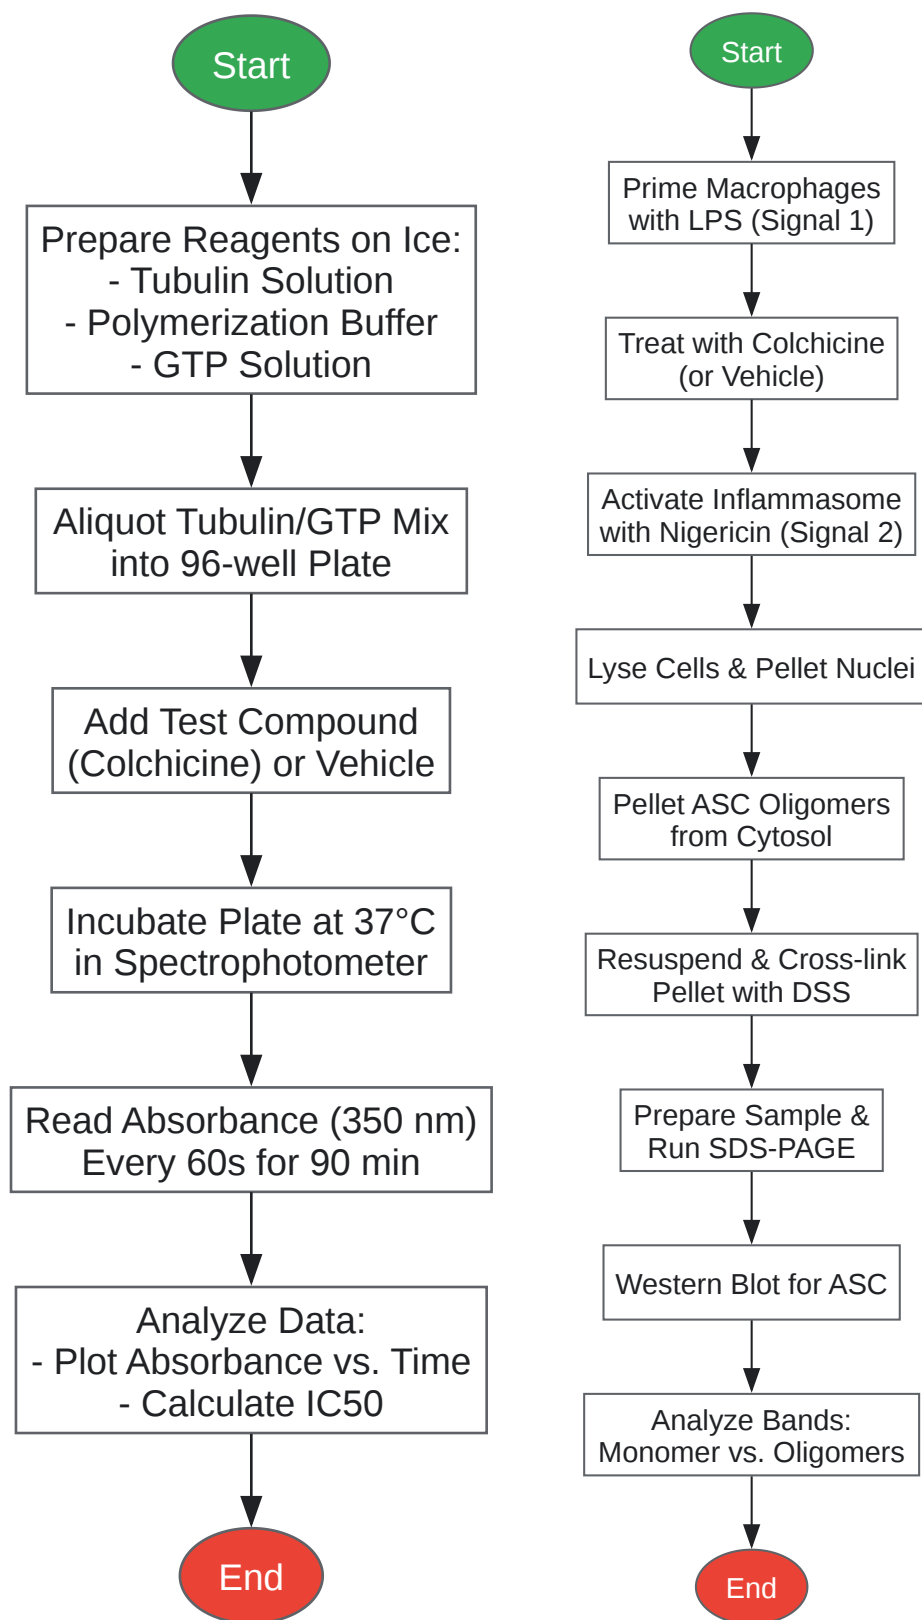 Start
Prepare Reagents on Ice:
- Tubulin Solution
- Polymerization Buffer
- GTP Solution
Aliquot Tubulin/GTP Mix
into 96-well Plate
Add Test Compound
(Colchicine) or Vehicle
Incubate Plate at 37°C
in Spectrophotometer
Read Absorbance (350 nm)
Every 60s for 90 min
Analyze Data:
- Plot Absorbance vs. Time
- Calculate IC50
End
Start
Prime Macrophages
with LPS (Signal 1)
Treat with Colchicine
(or Vehicle)
Activate Inflammasome
with Nigericin (Signal 2)
Lyse Cells & Pellet Nuclei
Pellet ASC Oligomers
from Cytosol
Resuspend & Cross-link
Pellet with DSS
Prepare Sample &
Run SDS-PAGE
Western Blot for ASC
Analyze Bands:
Monomer vs. Oligomers
End